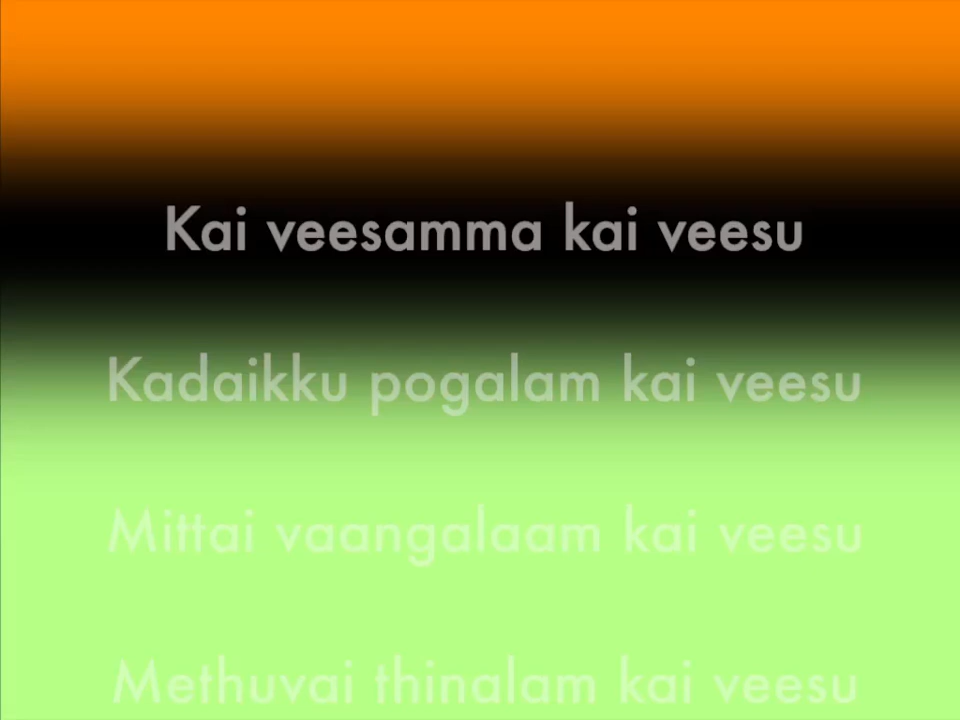 Kai veesamma kai veesu
Kadaikku pogalam kai veesu
Mittai vaangalaam kai veesu
Methuvai thinalam kai veesu